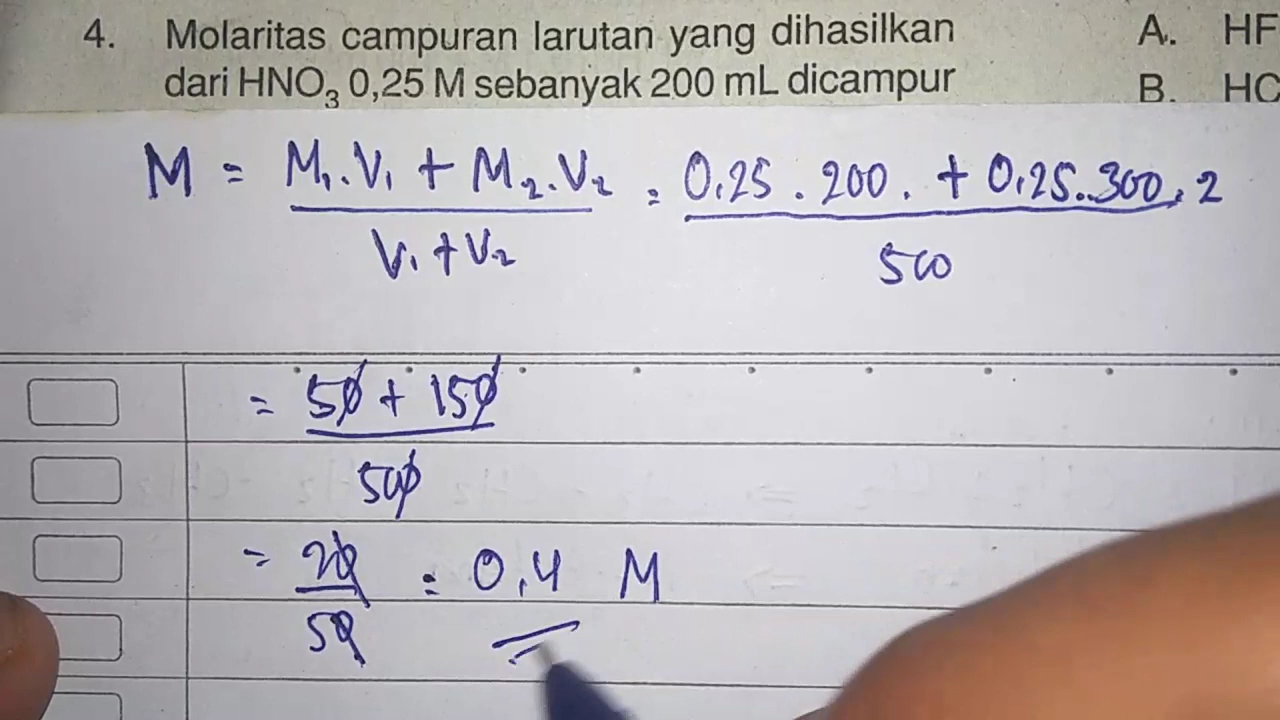 4. Molaritas campuran larutan yang dihasilkan
dari HNO₃ 0,25 M sebanyak 200 mL dicampur
A. HF
B. HC
M = M₁.V₁ + M₂.V₂ = 0,25 . 200 . + 0,25 . 300 . 2
V₁ + V₂
500
= 50 + 150
500
= 20 = 0,4 M
50